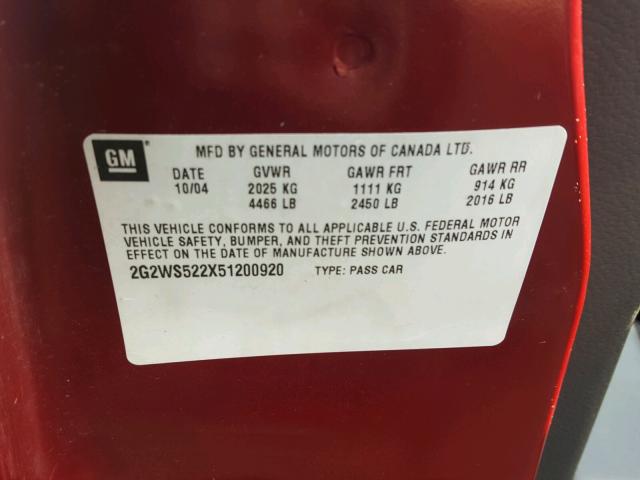 GM
MFD BY GENERAL MOTORS OF CANADA LTD.
DATE GVWR GAWR FRT GAWR RR
10/04 2025 KG 1111 KG 914 KG
4466 LB 2450 LB 2016 LB
THIS VEHICLE CONFORMS TO ALL APPLICABLE U.S. FEDERAL MOTOR
VEHICLE SAFETY, BUMPER, AND THEFT PREVENTION STANDARDS IN
EFFECT ON THE DATE OF MANUFACTURE SHOWN ABOVE.
2G2WS522X51200920 TYPE: PASS CAR